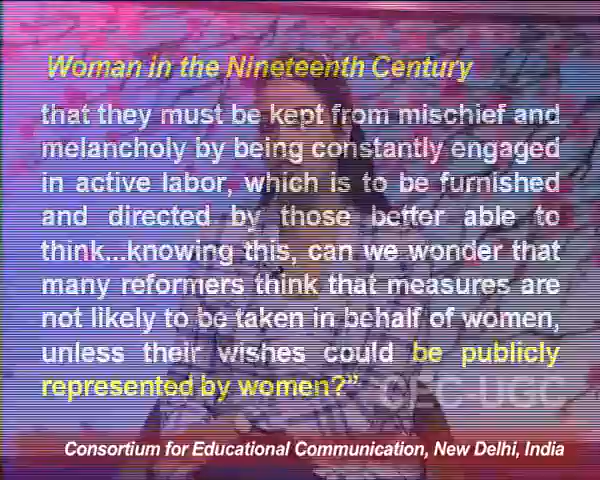 Woman in the Nineteenth Century
that they must be kept from mischief and
melancholy by being constantly engaged
in active labor, which is to be furnished
and directed by those better able to
think...knowing this, can we wonder that
many reformers think that measures are
not likely to be taken in behalf of women,
unless their wishes could be publicly
represented by women?”
CEC-UGC
Consortium for Educational Communication, New Delhi, India